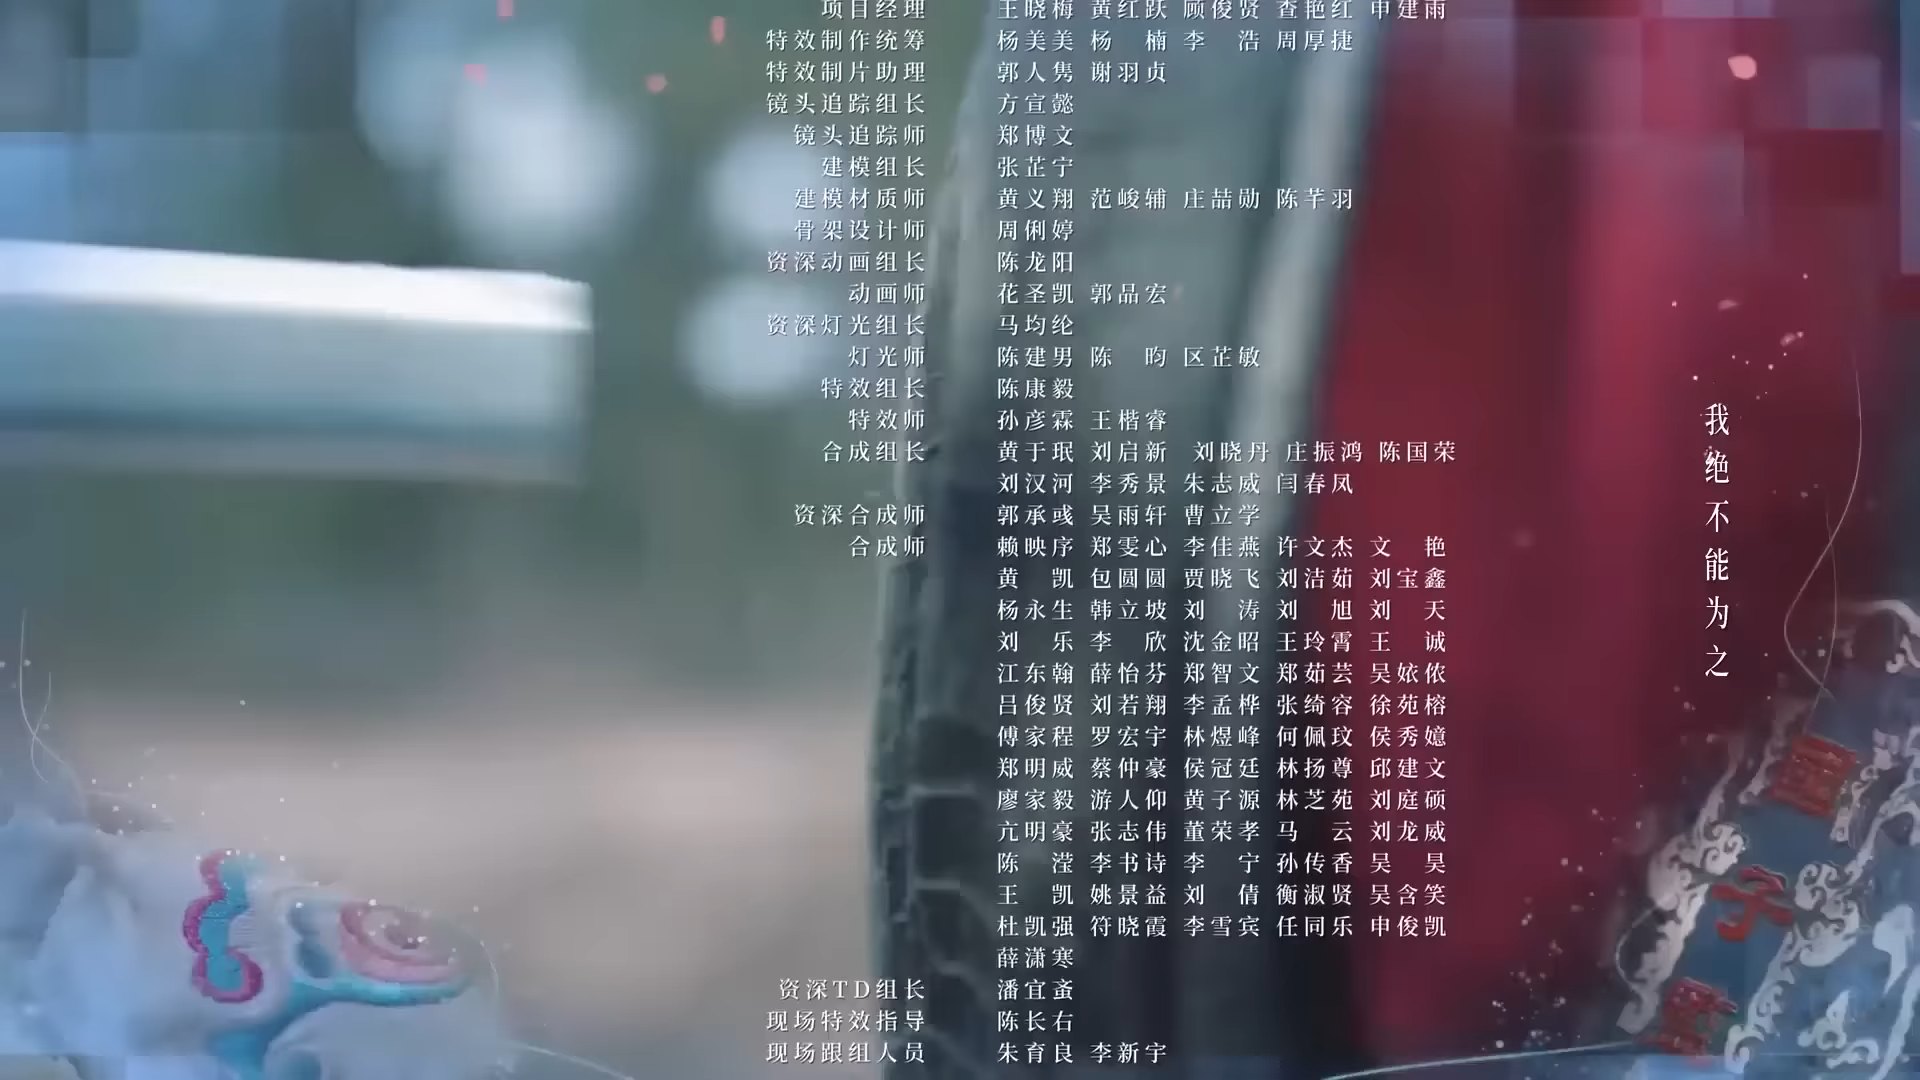 项目经理 王晓梅 黄红跃 顾俊贤 查艳红 申建雨
特效制作统筹 杨美美 杨 楠 李 浩 周厚捷
特效制片助理 郭人隽 谢羽贞
镜头追踪组长 方宣懿
镜头追踪师 郑博文
建模组长 张芷宁
建模材质师 黄义翔 范峻辅 庄喆勋 陈芊羽
骨架设计师 周俐婷
资深动画组长 陈龙阳
动画师 花圣凯 郭品宏
资深灯光组长 马均纶
灯光师 陈建男 陈 昀 区芷敏
特效组长 陈康毅
特效师 孙彦霖 王楷睿
合成组长 黄于珉 刘启新 刘晓丹 庄振鸿 陈国荣
刘汉河 李秀景 朱志威 闫春凤
资深合成师 郭承彧 吴雨轩 曹立学
合成师 赖映序 郑雯心 李佳燕 许文杰 文 艳
黄 凯 包圆圆 贾晓飞 刘洁茹 刘宝鑫
杨永生 韩立坡 刘 涛 刘 旭 刘 天
刘 乐 李 欣 沈金昭 王玲霄 王 诚
江东翰 薛怡芬 郑智文 郑茹芸 吴㛄侬
吕俊贤 刘若翔 李孟桦 张绮容 徐苑榕
傅家程 罗宏宇 林煜峰 何佩玟 侯秀嬑
郑明威 蔡仲豪 侯冠廷 林扬尊 邱建文
廖家毅 游人仰 黄子源 林芝苑 刘庭硕
亢明豪 张志伟 董荣孝 马 云 刘龙威
陈 滢 李书诗 李 宁 孙传香 吴 昊
王 凯 姚景益 刘 倩 衡淑贤 吴含笑
杜凯强 符晓霞 李雪宾 任同乐 申俊凯
薛潇寒
资深TD组长 潘宜斎
现场特效指导 陈长右
现场跟组人员 朱育良 李新宇
我绝不能为之